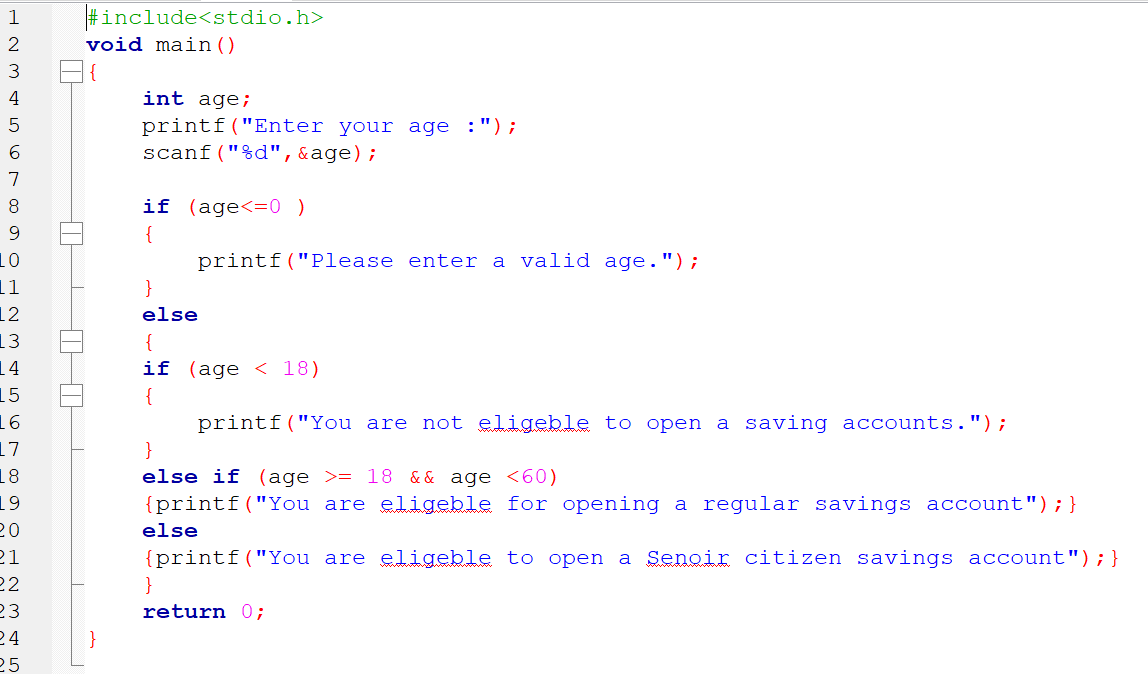 1 #include<stdio.h>
2 void main()
3 {
4 int age;
5 printf("Enter your age :");
6 scanf("%d",&age);
7
8 if (age<=0 )
9 {
10 printf("Please enter a valid age.");
11 }
12 else
13 {
14 if (age < 18)
15 {
16 printf("You are not eligeble to open a saving accounts.");
17 }
18 else if (age >= 18 && age <60)
19 {printf("You are eligeble for opening a regular savings account");}
20 else
21 {printf("You are eligeble to open a Senoir citizen savings account");}
22 }
23 return 0;
24 }
25